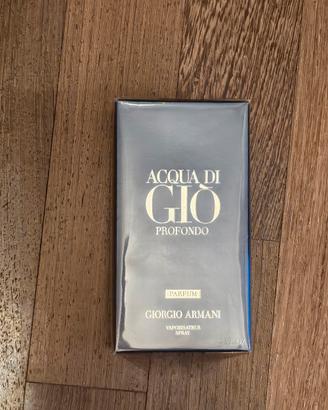 ACQUA DI
GIÒ
PROFONDO
PARFUM
GIORGIO ARMANI
VAPORISATEUR
SPRAY